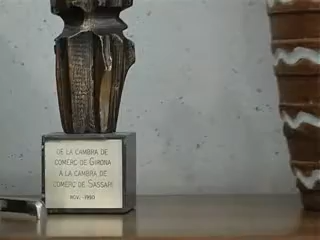 DE LA CAMBRA DE
COMERÇ DE GIRONA
A LA CAMBRA DE
COMERÇ DE SASSARI
NOV. - 1980